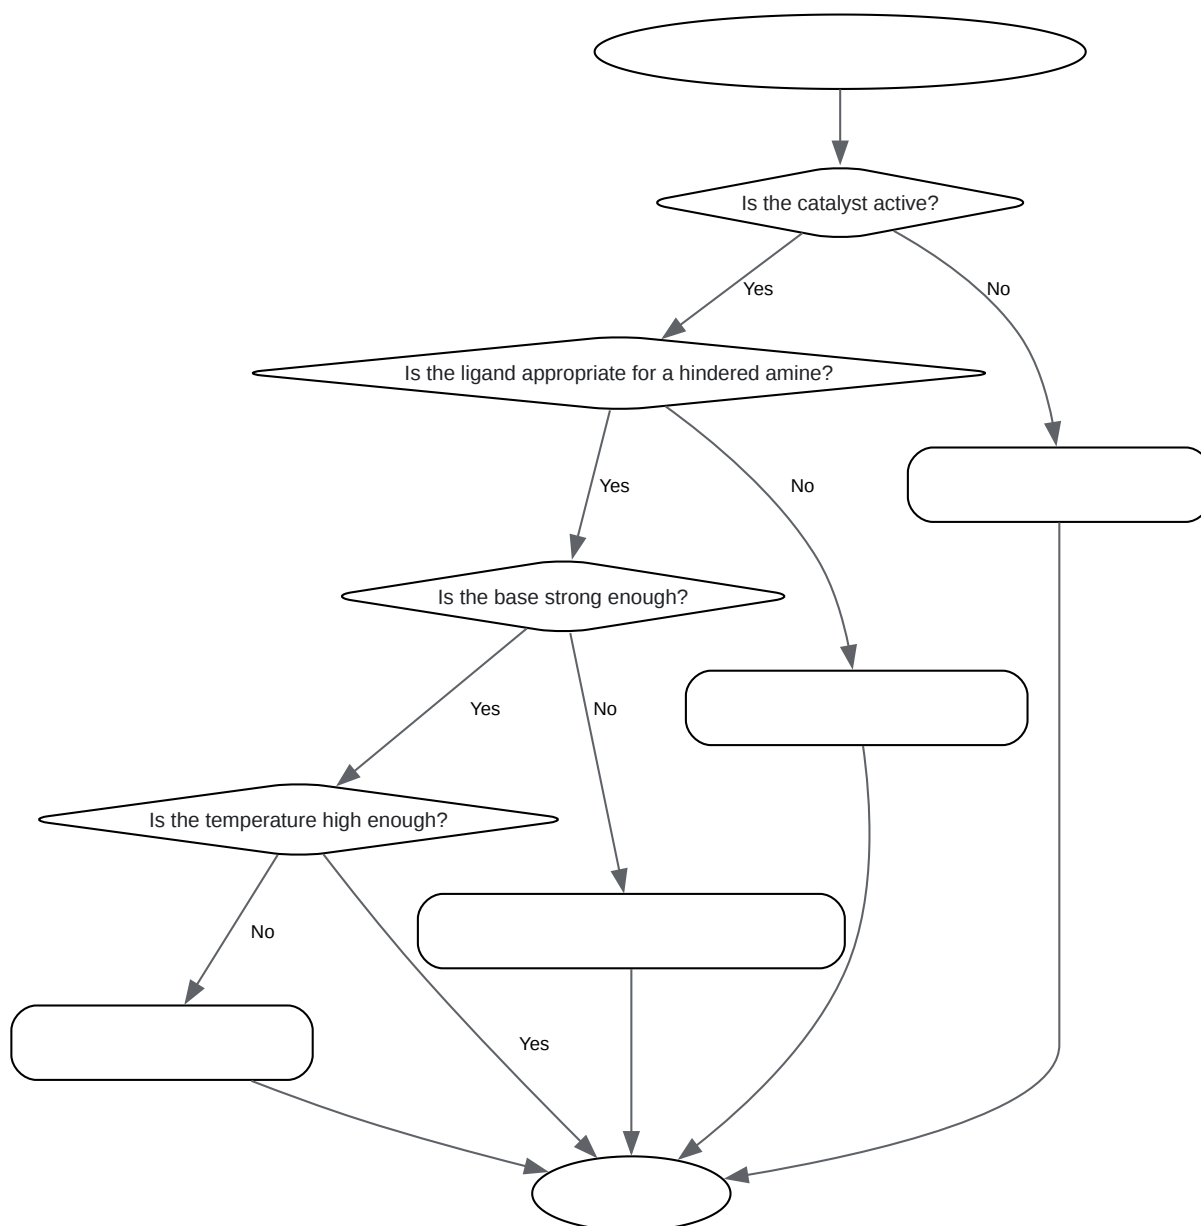 Is the catalyst active?
Yes
No
Is the ligand appropriate for a hindered amine?
Yes
No
Is the base strong enough?
Yes
No
Is the temperature high enough?
No
Yes